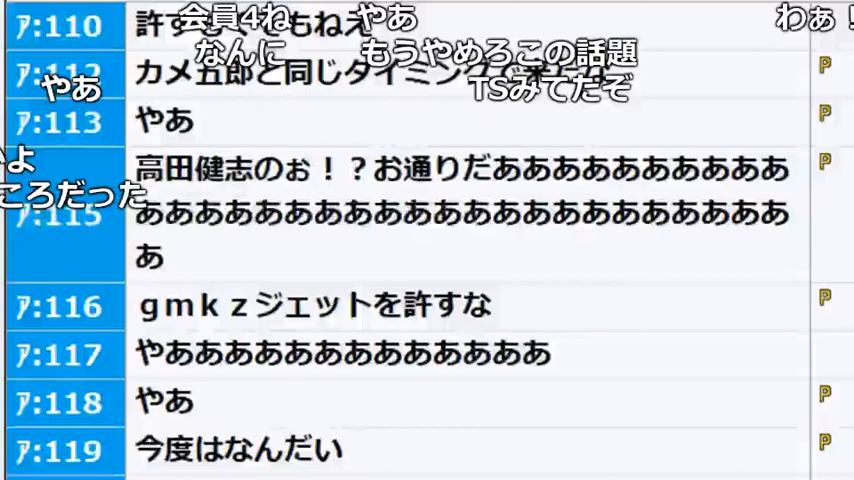 会員4ね
やあ
わぁ！
ｱ:110
なんに
もうやめろこの話題
ｱ:112
カメ五郎と同じタイミングで
P
やあ
TSみてだぞ
ｱ:113
やあ
P
かよ
ころだった
ｱ:115
高田健志のぉ！？お通りだああああああああああ
ああああああああああああああああああああああ
あ
P
ｱ:116
ｇｍｋｚジェットを許すな
P
ｱ:117
やあああああああああああああ
ｱ:118
やあ
P
ｱ:119
今度はなんだい
P